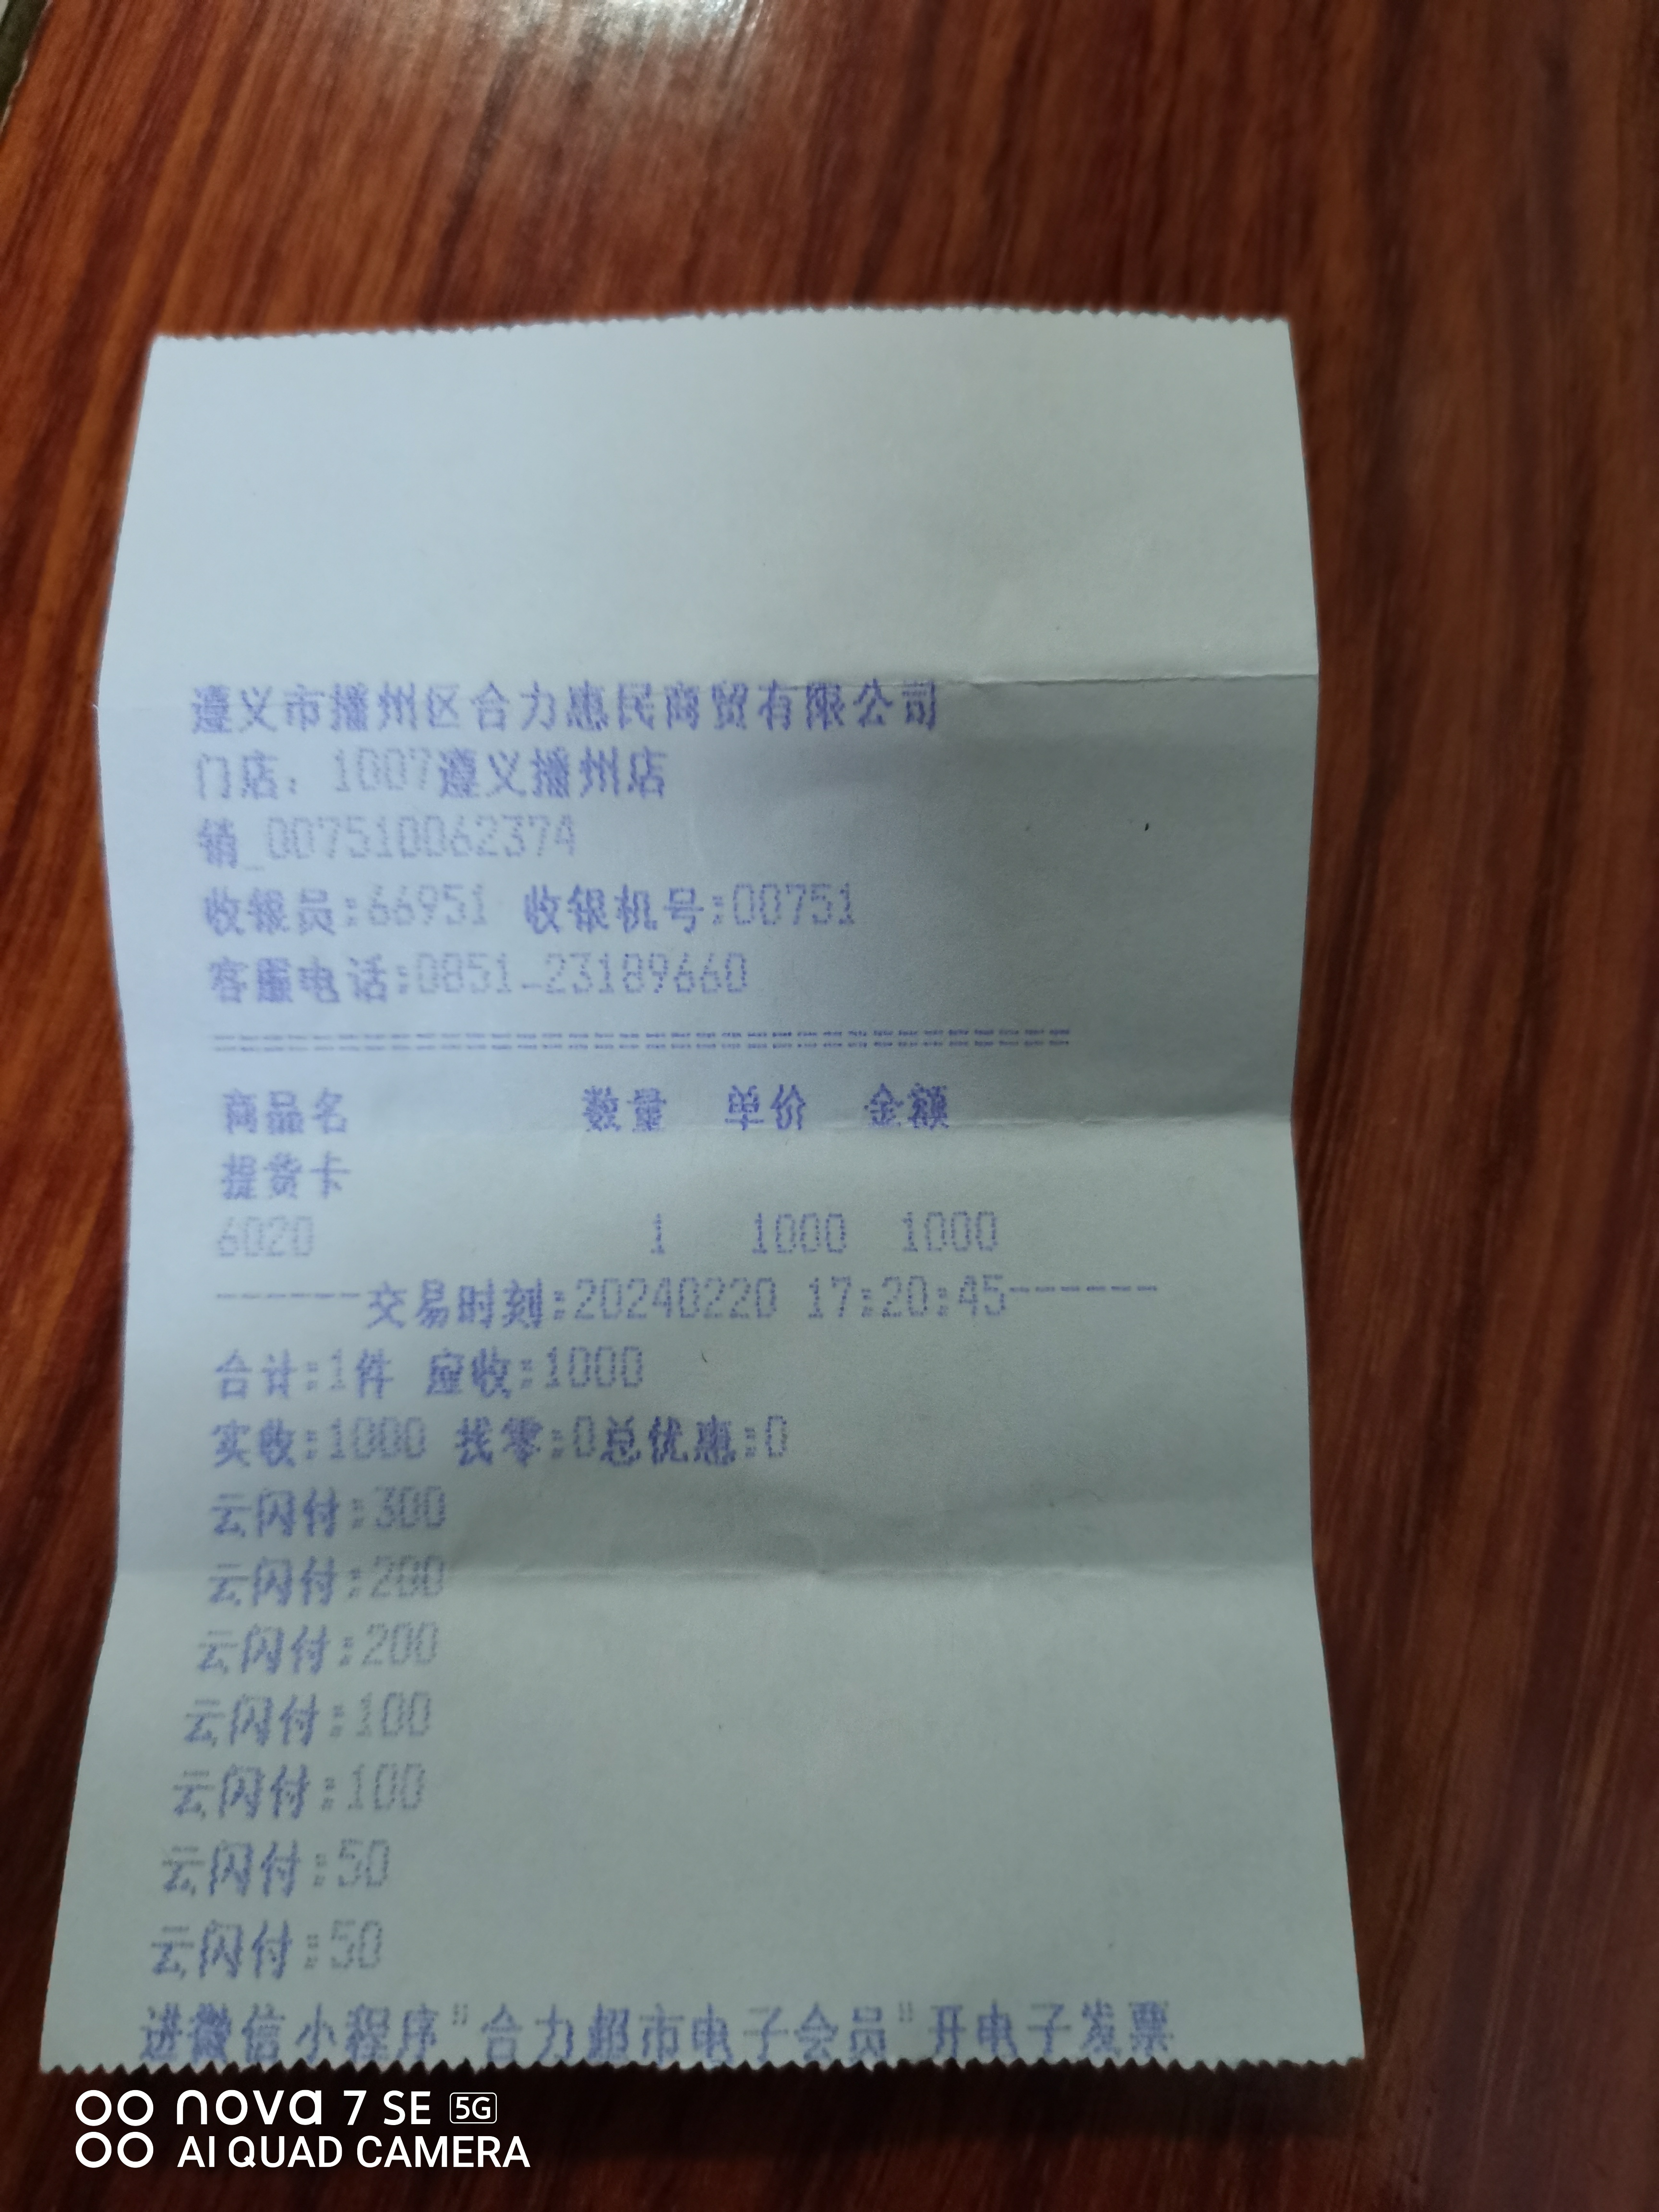 遵义市播州区合力惠民商贸有限公司
门店: 1007遵义播州店
销_007510062374
收银员:66951 收银机号:00751
客服电话:0851-23189660
==================================
商品名 数量 单价 金额
提货卡
6020 1 1000 1000
------交易时刻:20240220 17:20:45------
合计:1件 应收:1000
实收:1000 找零:0总优惠:0
云闪付:300
云闪付:200
云闪付:200
云闪付:100
云闪付:100
云闪付:50
云闪付:50
进微信小程序"合力超市电子会员"开电子发票
nova 7 SE 5G
AI QUAD CAMERA